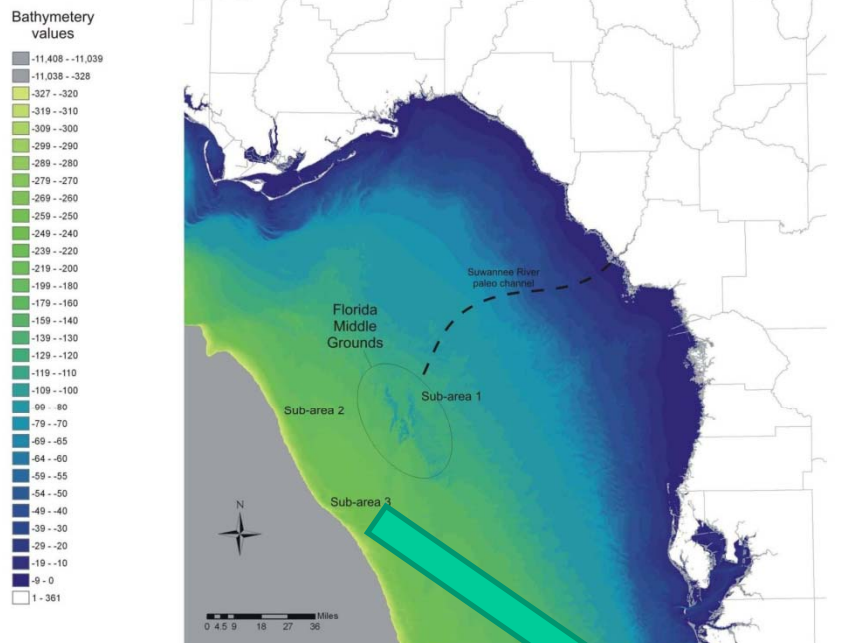 Bathymetery
values
-11,408 - -11,039
-11,038 - -328
-327 - -320
-319 - -310
-309 - -300
-299 - -290
-289 - -280
-279 - -270
-269 - -260
-259 - -250
-249 - -240
-239 - -220
-219 - -200
-199 - -180
-179 - -160
-159 - -140
-139 - -130
-129 - -120
-119 - -110
-109 - -100
-99 - -80
-79 - -70
-69 - -65
-64 - -60
-59 - -55
-54 - -50
-49 - -40
-39 - -30
-29 - -20
-19 - -10
-9 - 0
1 - 361
Suwannee River
paleo channel
Florida
Middle
Grounds
Sub-area 1
Sub-area 2
Sub-area 3
N
Miles
0 4.5 9 18 27 36